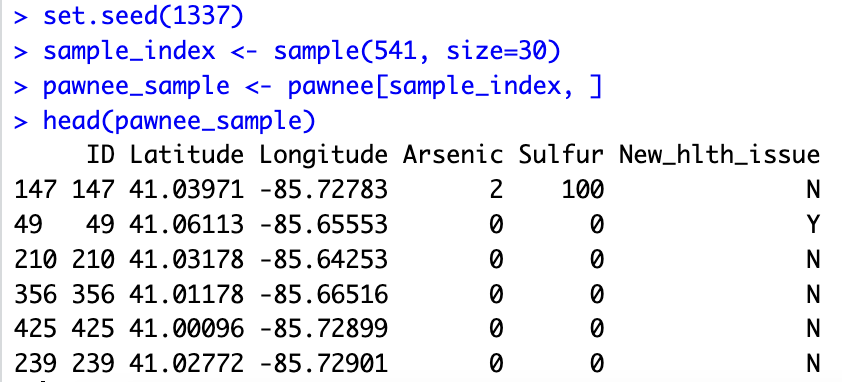 > set.seed(1337)
> sample_index <- sample(541, size=30)
> pawnee_sample <- pawnee[sample_index, ]
> head(pawnee_sample)
     ID Latitude Longitude Arsenic Sulfur New_hlth_issue
147 147 41.03971 -85.72783       2    100              N
49   49 41.06113 -85.65553       0      0              Y
210 210 41.03178 -85.64253       0      0              N
356 356 41.01178 -85.66516       0      0              N
425 425 41.00096 -85.72899       0      0              N
239 239 41.02772 -85.72901       0      0              N